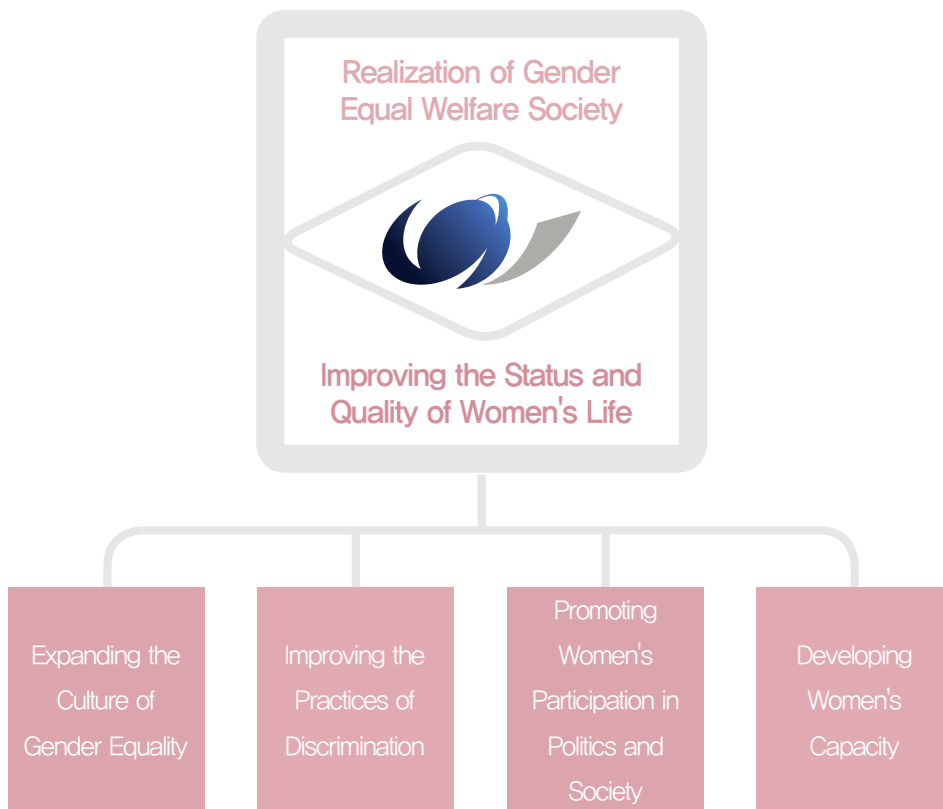 Realization of Gender
Equal Welfare Society
Improving the Status and
Quality of Women's Life
Expanding the
Culture of
Gender Equality
Improving the
Practices of
Discrimination
Promoting
Women's
Participation in
Politics and
Society
Developing
Women's
Capacity